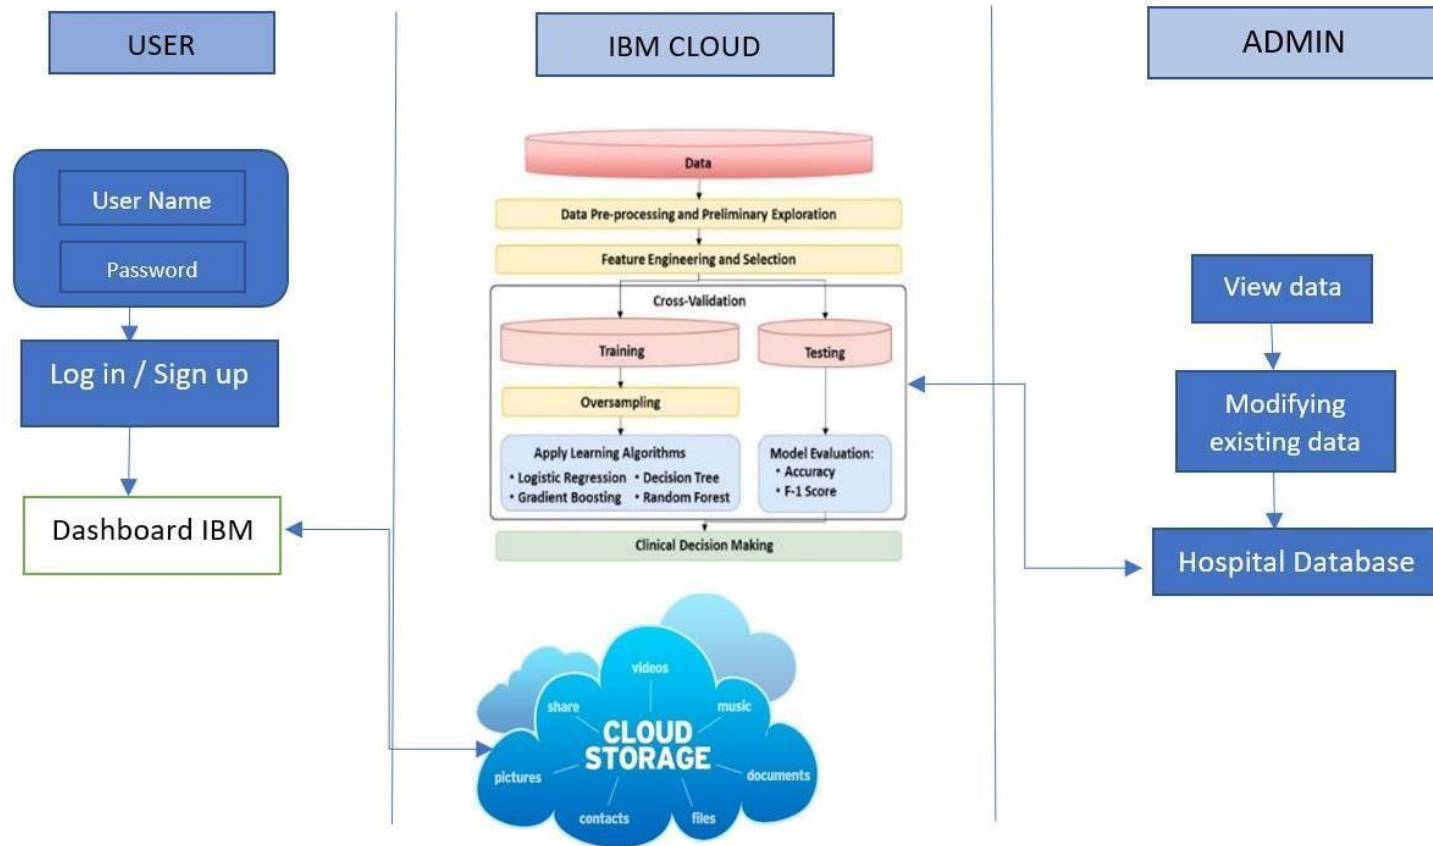 USER
IBM CLOUD
ADMIN
User Name
Password
Log in / Sign up
Dashboard IBM
Data
Data Pre-processing and Preliminary Exploration
Feature Engineering and Selection
Cross-Validation
Training
Testing
Oversampling
Apply Learning Algorithms
• Logistic Regression • Decision Tree
• Gradient Boosting • Random Forest
Model Evaluation:
• Accuracy
• F-1 Score
Clinical Decision Making
videos
share
music
CLOUD
STORAGE
pictures
documents
contacts
files
View data
Modifying
existing data
Hospital Database